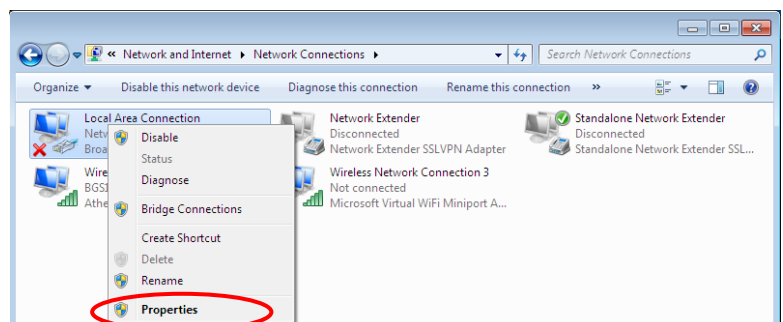 « Network and Internet ▸ Network Connections ▸
Search Network Connections
Organize ▾ Disable this network device Diagnose this connection Rename this connection »
Local Area Connection
Netw
Broa
Network Extender
Disconnected
Network Extender SSLVPN Adapter
Standalone Network Extender
Disconnected
Standalone Network Extender SSL...
Wire
BGS
Athe
Wireless Network Connection 3
Not connected
Microsoft Virtual WiFi Miniport A...
Disable
Status
Diagnose
Bridge Connections
Create Shortcut
Delete
Rename
Properties